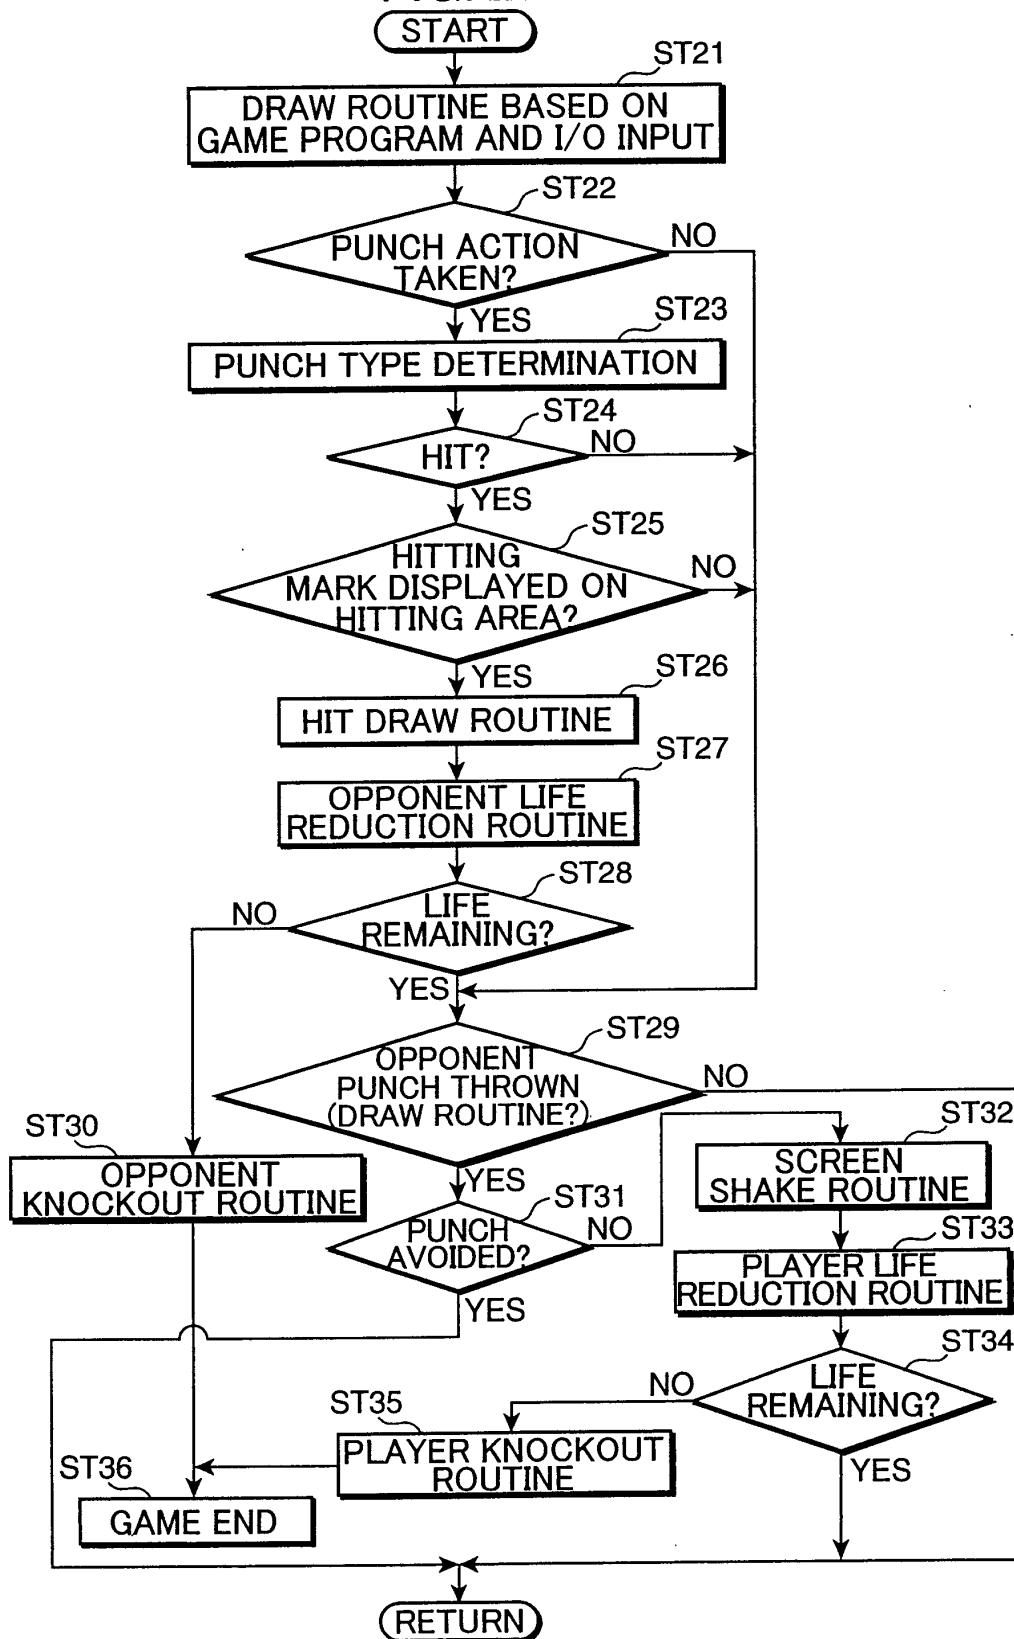 START
ST21
DRAW ROUTINE BASED ON
GAME PROGRAM AND I/O INPUT
ST22
PUNCH ACTION
TAKEN?
NO
YES
ST23
PUNCH TYPE DETERMINATION
ST24
HIT?
NO
YES
ST25
HITTING
MARK DISPLAYED ON
HITTING AREA?
NO
YES
ST26
HIT DRAW ROUTINE
ST27
OPPONENT LIFE
REDUCTION ROUTINE
ST28
LIFE
REMAINING?
NO
YES
ST29
OPPONENT
PUNCH THROWN
(DRAW ROUTINE?)
NO
YES
ST30
OPPONENT
KNOCKOUT ROUTINE
ST31
PUNCH
AVOIDED?
NO
YES
ST32
SCREEN
SHAKE ROUTINE
ST33
PLAYER LIFE
REDUCTION ROUTINE
ST34
LIFE
REMAINING?
NO
YES
ST35
PLAYER KNOCKOUT
ROUTINE
ST36
GAME END
RETURN